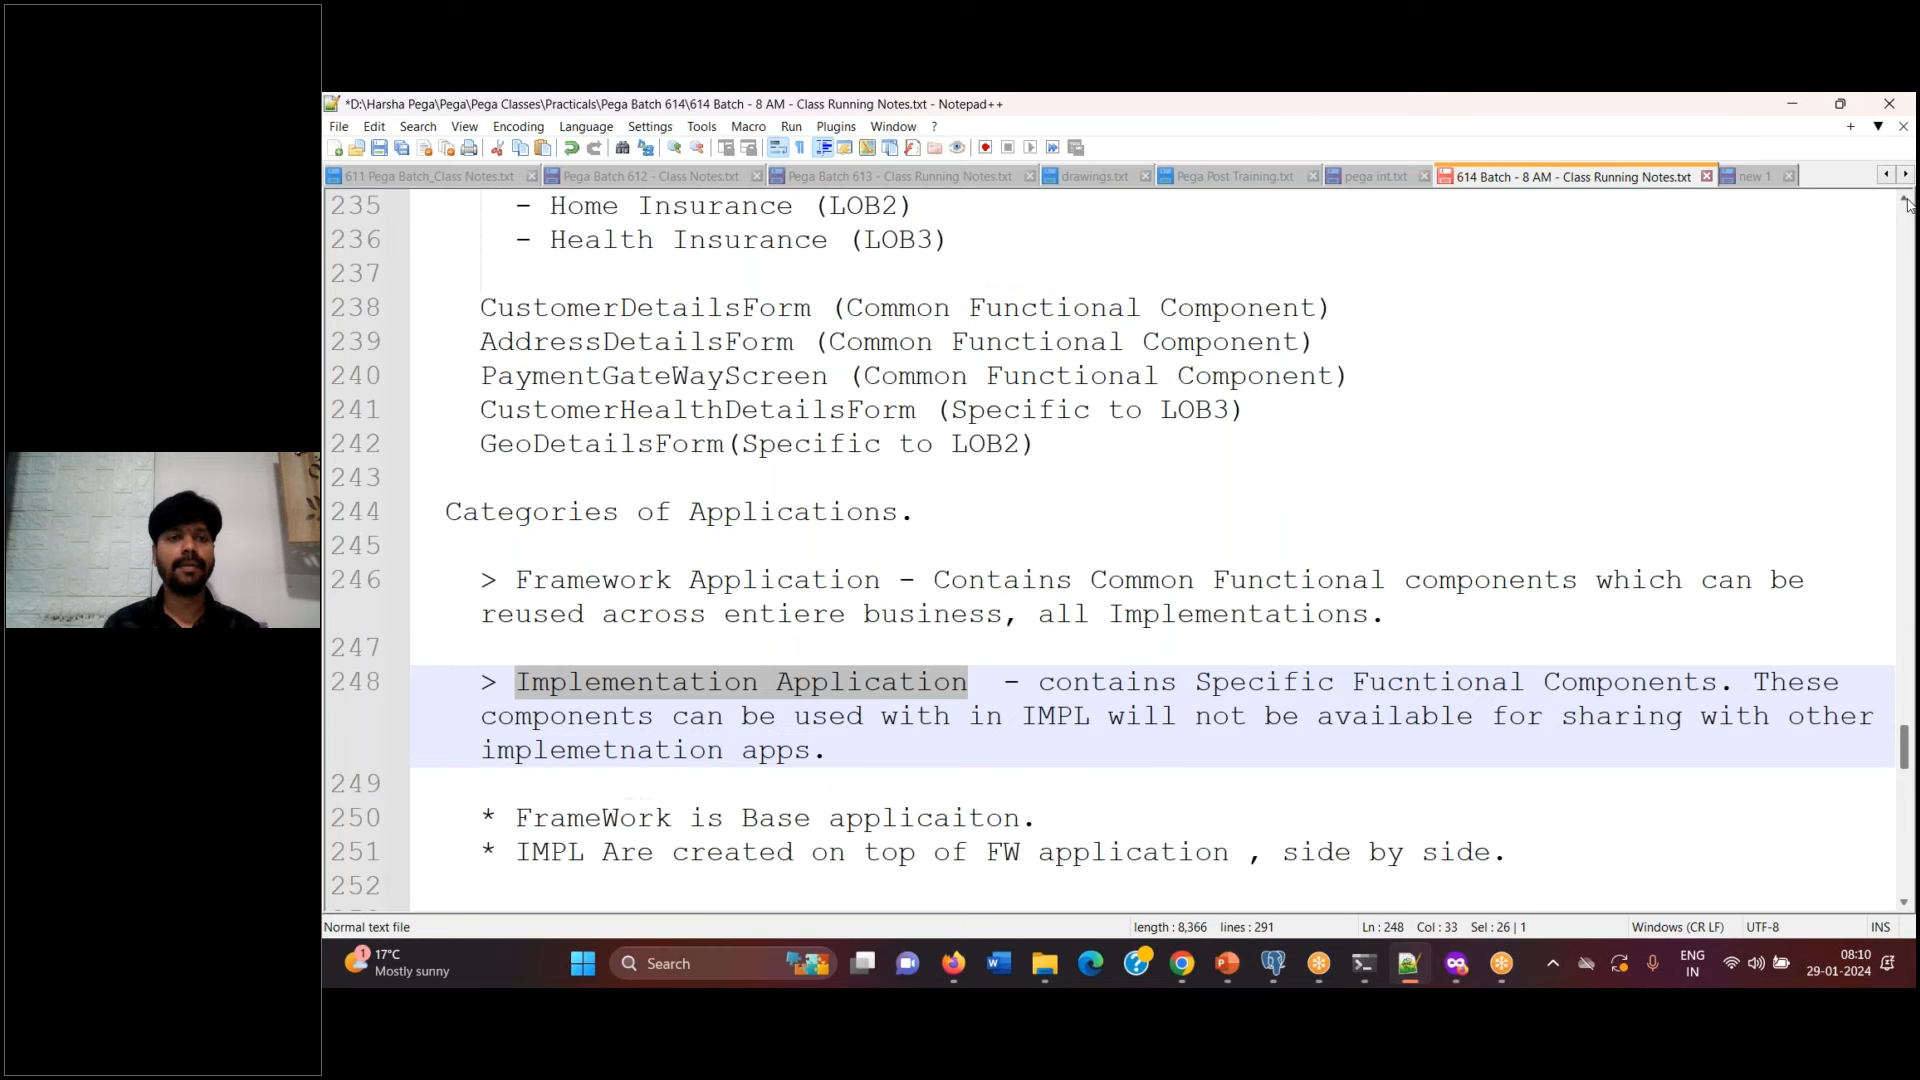 *D:\Harsha Pega\Pega\Pega Classes\Practicals\Pega Batch 614\614 Batch - 8 AM - Class Running Notes.txt - Notepad++
File Edit Search View Encoding Language Settings Tools Macro Run Plugins Window ?
611 Pega Batch_Class Notes.txt Pega Batch 612 - Class Notes.txt Pega Batch 613 - Class Running Notes.txt drawings.txt Pega Post Training.txt pega int.txt 614 Batch - 8 AM - Class Running Notes.txt new 1
235 - Home Insurance (LOB2)
236 - Health Insurance (LOB3)
237
238 CustomerDetailsForm (Common Functional Component)
239 AddressDetailsForm (Common Functional Component)
240 PaymentGateWayScreen (Common Functional Component)
241 CustomerHealthDetailsForm (Specific to LOB3)
242 GeoDetailsForm(Specific to LOB2)
243
244 Categories of Applications.
245
246 > Framework Application - Contains Common Functional components which can be
reused across entiere business, all Implementations.
247
248 > Implementation Application - contains Specific Fucntional Components. These
components can be used with in IMPL will not be available for sharing with other
implemetnation apps.
249
250 * FrameWork is Base applicaiton.
251 * IMPL Are created on top of FW application , side by side.
252
Normal text file length : 8,366 lines : 291 Ln : 248 Col : 33 Sel : 26 | 1 Windows (CR LF) UTF-8 INS
1 17°C
Mostly sunny
Search
ENG
IN
08:10
29-01-2024